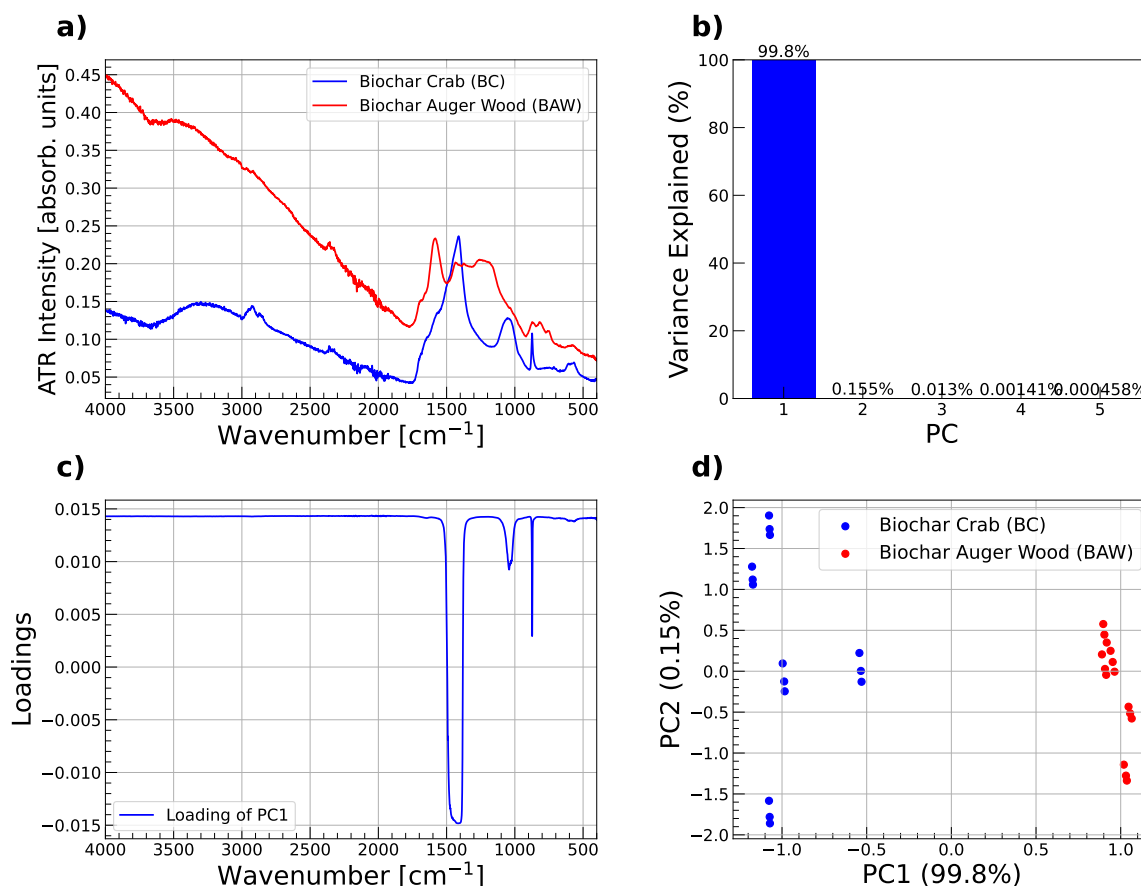 a)
0.45
0.40
0.35
0.30
0.25
0.20
0.15
0.10
0.05
ATR Intensity [absorb. units]
Biochar Crab (BC)
Biochar Auger Wood (BAW)
4000 3500 3000 2500 2000 1500 1000 500
Wavenumber [cm⁻¹]
b)
100
80
60
40
20
0
Variance Explained (%)
99.8%
0.155% 0.013% 0.00141% 0.000458%
1 2 3 4 5
PC
c)
0.015
0.010
0.005
0.000
−0.005
−0.010
−0.015
Loadings
Loading of PC1
4000 3500 3000 2500 2000 1500 1000 500
Wavenumber [cm⁻¹]
d)
2.0
1.5
1.0
0.5
0.0
−0.5
−1.0
−1.5
−2.0
PC2 (0.15%)
Biochar Crab (BC)
Biochar Auger Wood (BAW)
−1.0 −0.5 0.0 0.5 1.0
PC1 (99.8%)